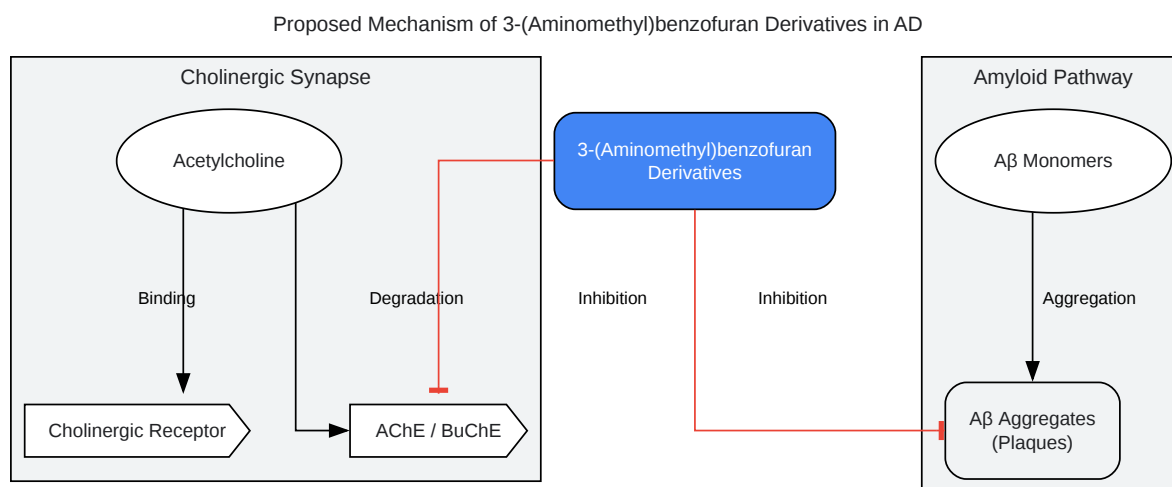 Proposed Mechanism of 3-(Aminomethyl)benzofuran Derivatives in AD
Cholinergic Synapse
Amyloid Pathway
Acetylcholine
3-(Aminomethyl)benzofuran
Derivatives
Aβ Monomers
Binding
Degradation
Inhibition
Inhibition
Aggregation
Cholinergic Receptor
AChE / BuChE
Aβ Aggregates
(Plaques)